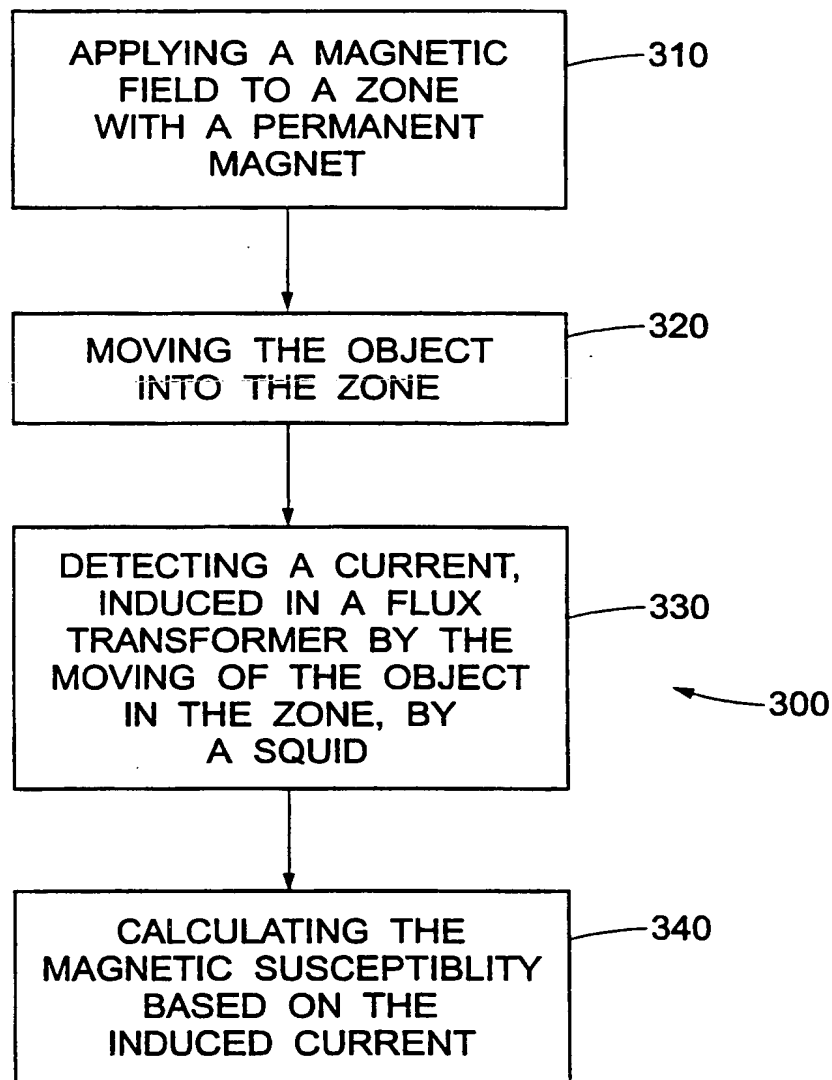 APPLYING A MAGNETIC
FIELD TO A ZONE
WITH A PERMANENT
MAGNET
310
MOVING THE OBJECT
INTO THE ZONE
320
DETECTING A CURRENT,
INDUCED IN A FLUX
TRANSFORMER BY THE
MOVING OF THE OBJECT
IN THE ZONE, BY
A SQUID
330
300
CALCULATING THE
MAGNETIC SUSCEPTIBLITY
BASED ON THE
INDUCED CURRENT
340